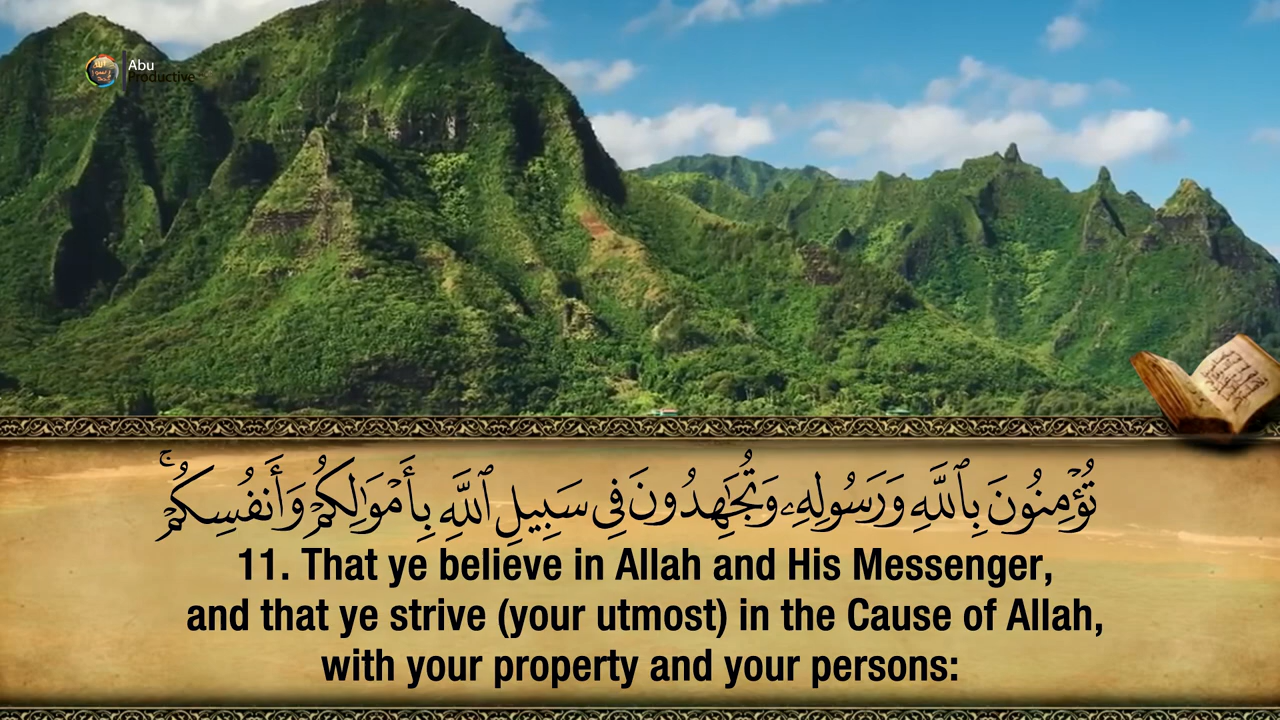 Abu
Productive
تُؤْمِنُونَ بِٱللَّهِ وَرَسُولِهِۦ وَتُجَٰهِدُونَ فِى سَبِيلِ ٱللَّهِ بِأَمْوَٰلِكُمْ وَأَنفُسِكُمْ ۚ
11. That ye believe in Allah and His Messenger,
and that ye strive (your utmost) in the Cause of Allah,
with your property and your persons: